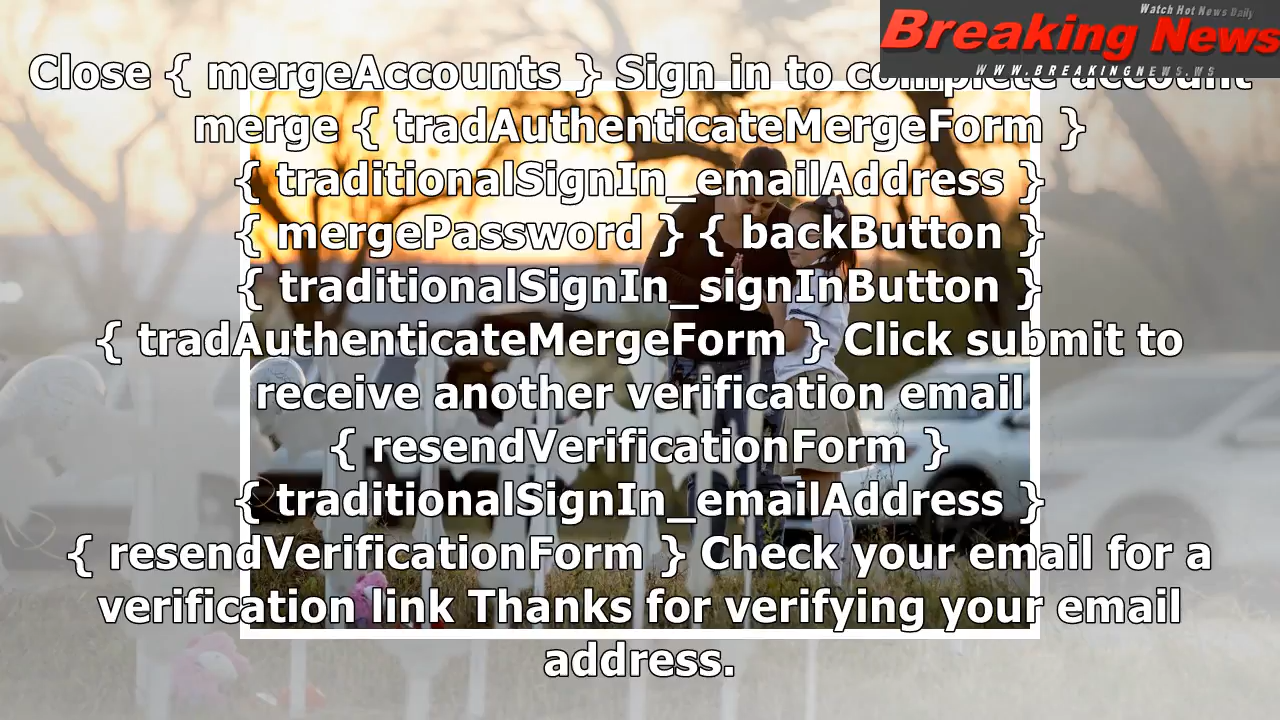 Watch Hot News Daily
Breaking News
WWW.BREAKINGNEWS.WS
Close { mergeAccounts } Sign in to complete account
merge { tradAuthenticateMergeForm }
{ traditionalSignIn_emailAddress }
{ mergePassword } { backButton }
{ traditionalSignIn_signInButton }
{ tradAuthenticateMergeForm } Click submit to
receive another verification email
{ resendVerificationForm }
{ traditionalSignIn_emailAddress }
{ resendVerificationForm } Check your email for a
verification link Thanks for verifying your email
address.